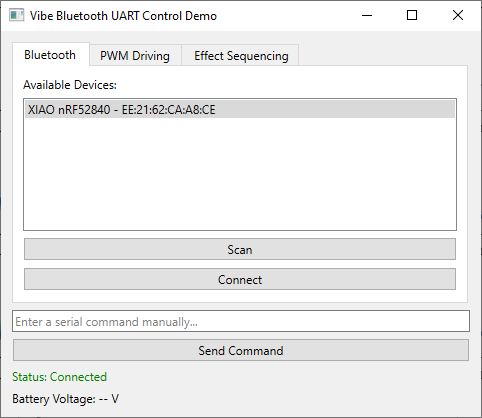 Vibe Bluetooth UART Control Demo
Bluetooth PWM Driving Effect Sequencing
Available Devices:
XIAO nRF52840 - EE:21:62:CA:A8:CE
Scan
Connect
Enter a serial command manually...
Send Command
Status: Connected
Battery Voltage: -- V